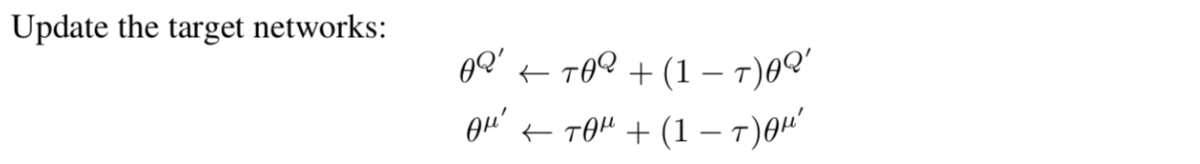 Update the target networks:
θ^{Q'} ← τθ^{Q} + (1 − τ)θ^{Q'}
θ^{μ'} ← τθ^{μ} + (1 − τ)θ^{μ'}